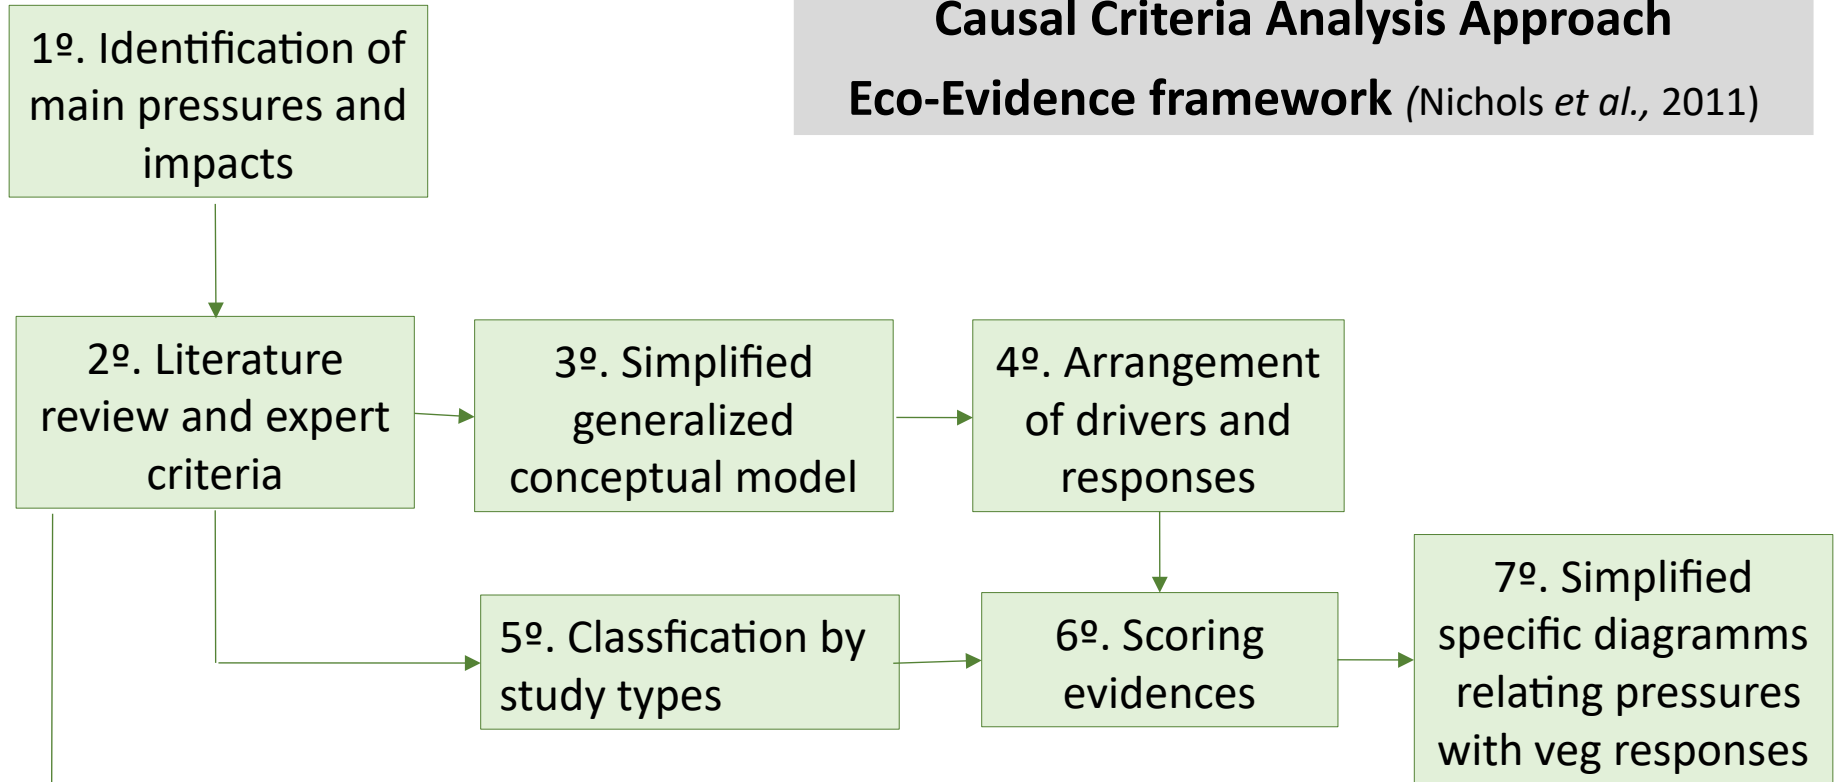 Causal Criteria Analysis Approach
Eco-Evidence framework (Nichols et al., 2011)
1º. Identification of
main pressures and
impacts
2º. Literature
review and expert
criteria
3º. Simplified
generalized
conceptual model
4º. Arrangement
of drivers and
responses
5º. Classfication by
study types
6º. Scoring
evidences
7º. Simplified
specific diagramms
relating pressures
with veg responses